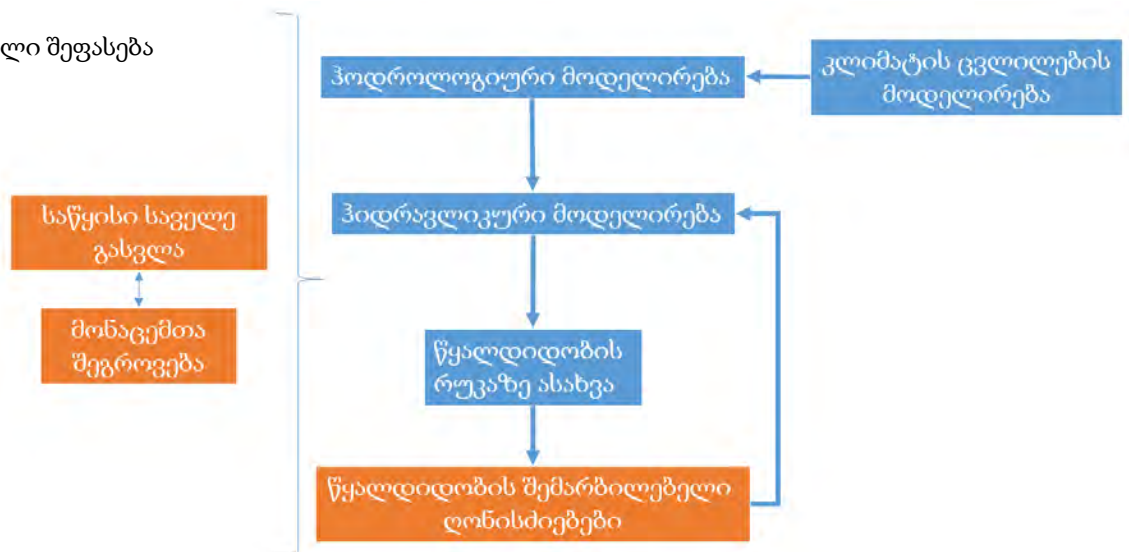 ლი შეფასება
ჰოდროლოგიური მოდელირება
კლიმატის ცვლილების
მოდელირება
საწყისი საველე
გასვლა
ჰიდრავლიკური მოდელირება
მონაცემთა
შეგროვება
წყალდიდობის
რუკაზე ასახვა
წყალდიდობის შემარბილებელი
ღონისძიებები